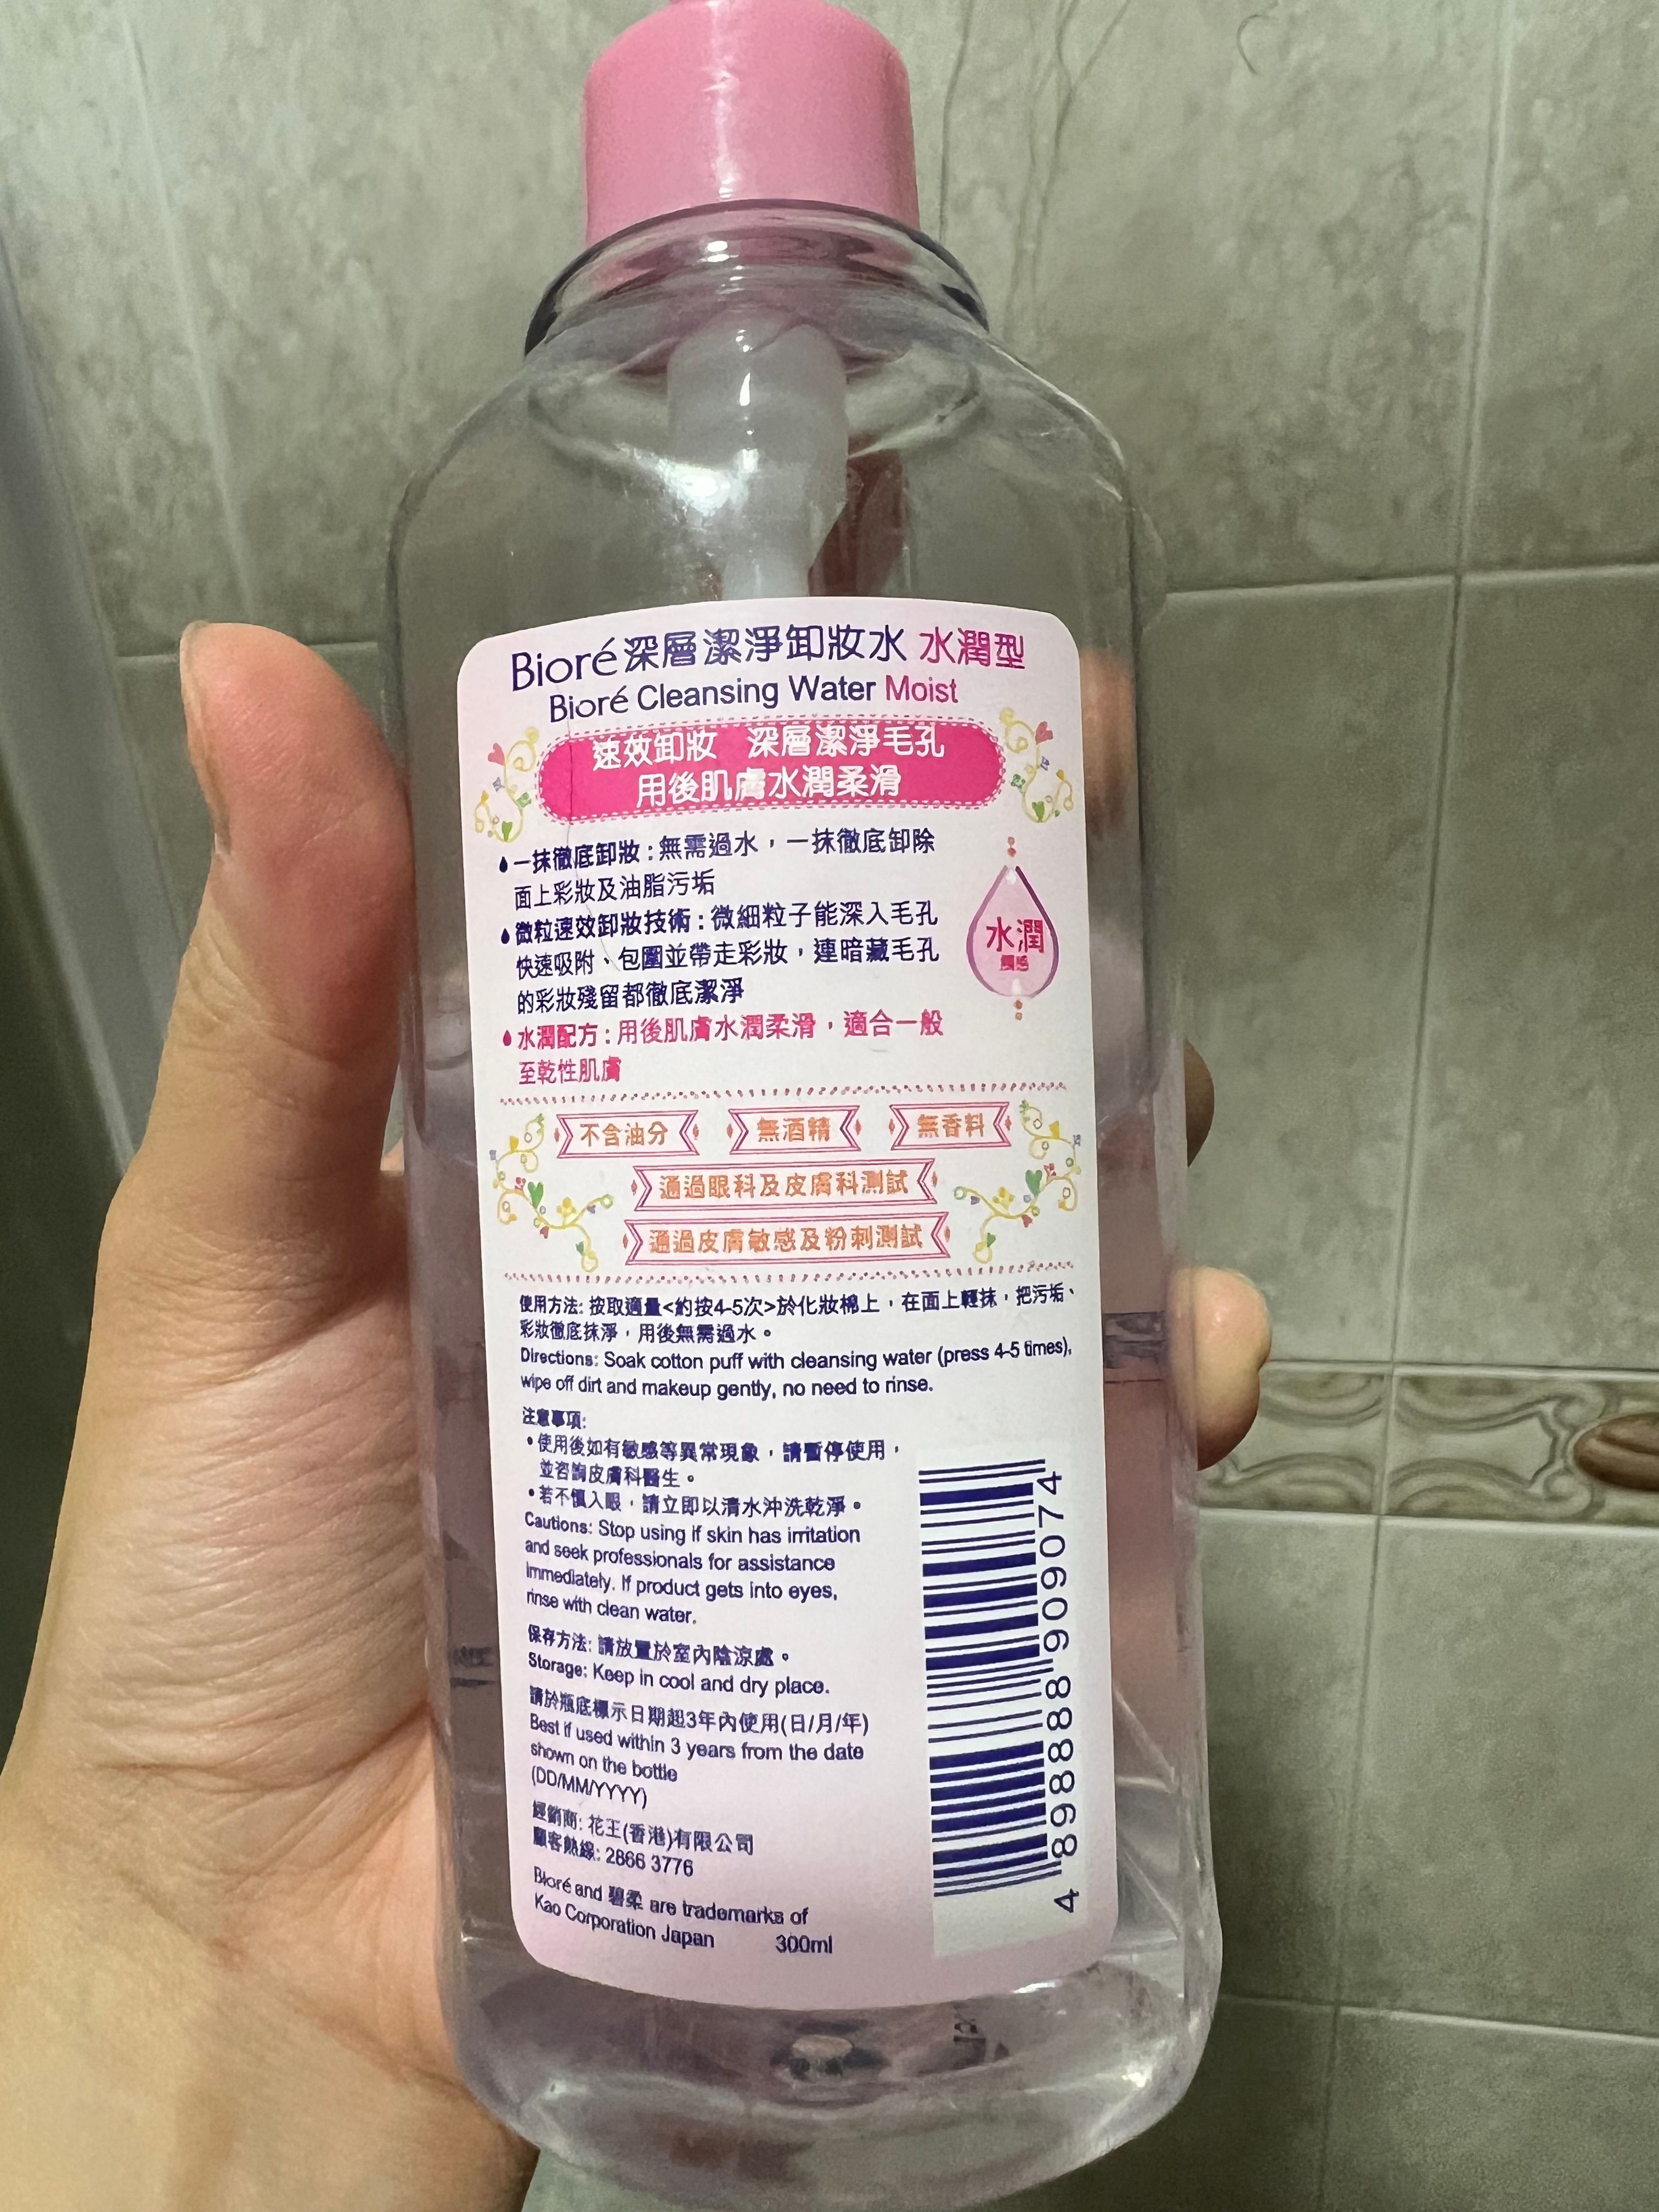 Bioré深層潔淨卸妝水 水潤型
Bioré Cleansing Water Moist
速效卸妝 深層潔淨毛孔
用後肌膚水潤柔滑
一抹徹底卸妝:無需過水，一抹徹底卸除
面上彩妝及油脂污垢
微粒速效卸妝技術:微細粒子能深入毛孔
快速吸附、包圍並帶走彩妝，連暗藏毛孔
的彩妝殘留都徹底潔淨
水潤配方:用後肌膚水潤柔滑，適合一般
至乾性肌膚
水潤
觸感
不含油分 無酒精 無香料
通過眼科及皮膚科測試
通過皮膚敏感及粉刺測試
使用方法: 按取適量<約按4-5次>於化妝棉上，在面上輕抹，把污垢、
彩妝徹底抹淨，用後無需過水。
Directions: Soak cotton puff with cleansing water (press 4-5 times),
wipe off dirt and makeup gently, no need to rinse.
注意事項:
•使用後如有敏感等異常現象，請暫停使用，
並咨詢皮膚科醫生。
•若不慎入眼，請立即以清水沖洗乾淨。
Cautions: Stop using if skin has irritation
and seek professionals for assistance
immediately. If product gets into eyes,
rinse with clean water.
保存方法: 請放置於室內陰涼處。
Storage: Keep in cool and dry place.
請於瓶底標示日期起3年內使用(日/月/年)
Best if used within 3 years from the date
shown on the bottle
(DD/MM/YYYY)
經銷商: 花王(香港)有限公司
顧客熱線: 2866 3776
Bioré and 碧柔 are trademarks of
Kao Corporation Japan 300ml
4 898888 909074